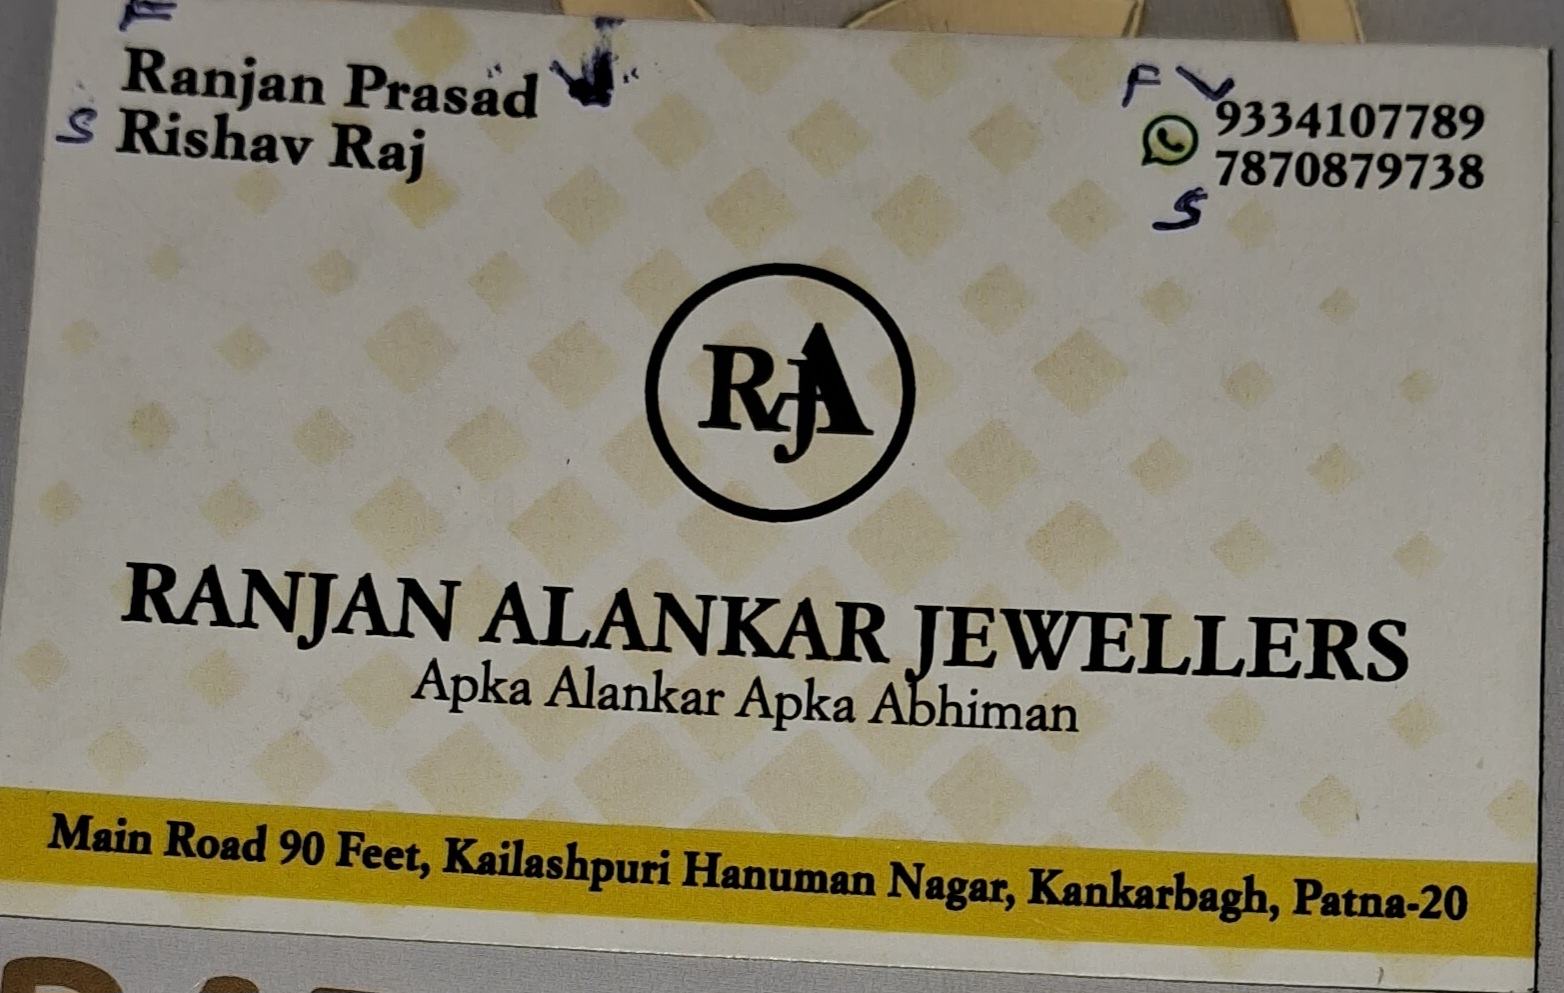 F
Ranjan Prasad
S Rishav Raj
F
9334107789
7870879738
S
RJA
RANJAN ALANKAR JEWELLERS
Apka Alankar Apka Abhiman
Main Road 90 Feet, Kailashpuri Hanuman Nagar, Kankarbagh, Patna-20